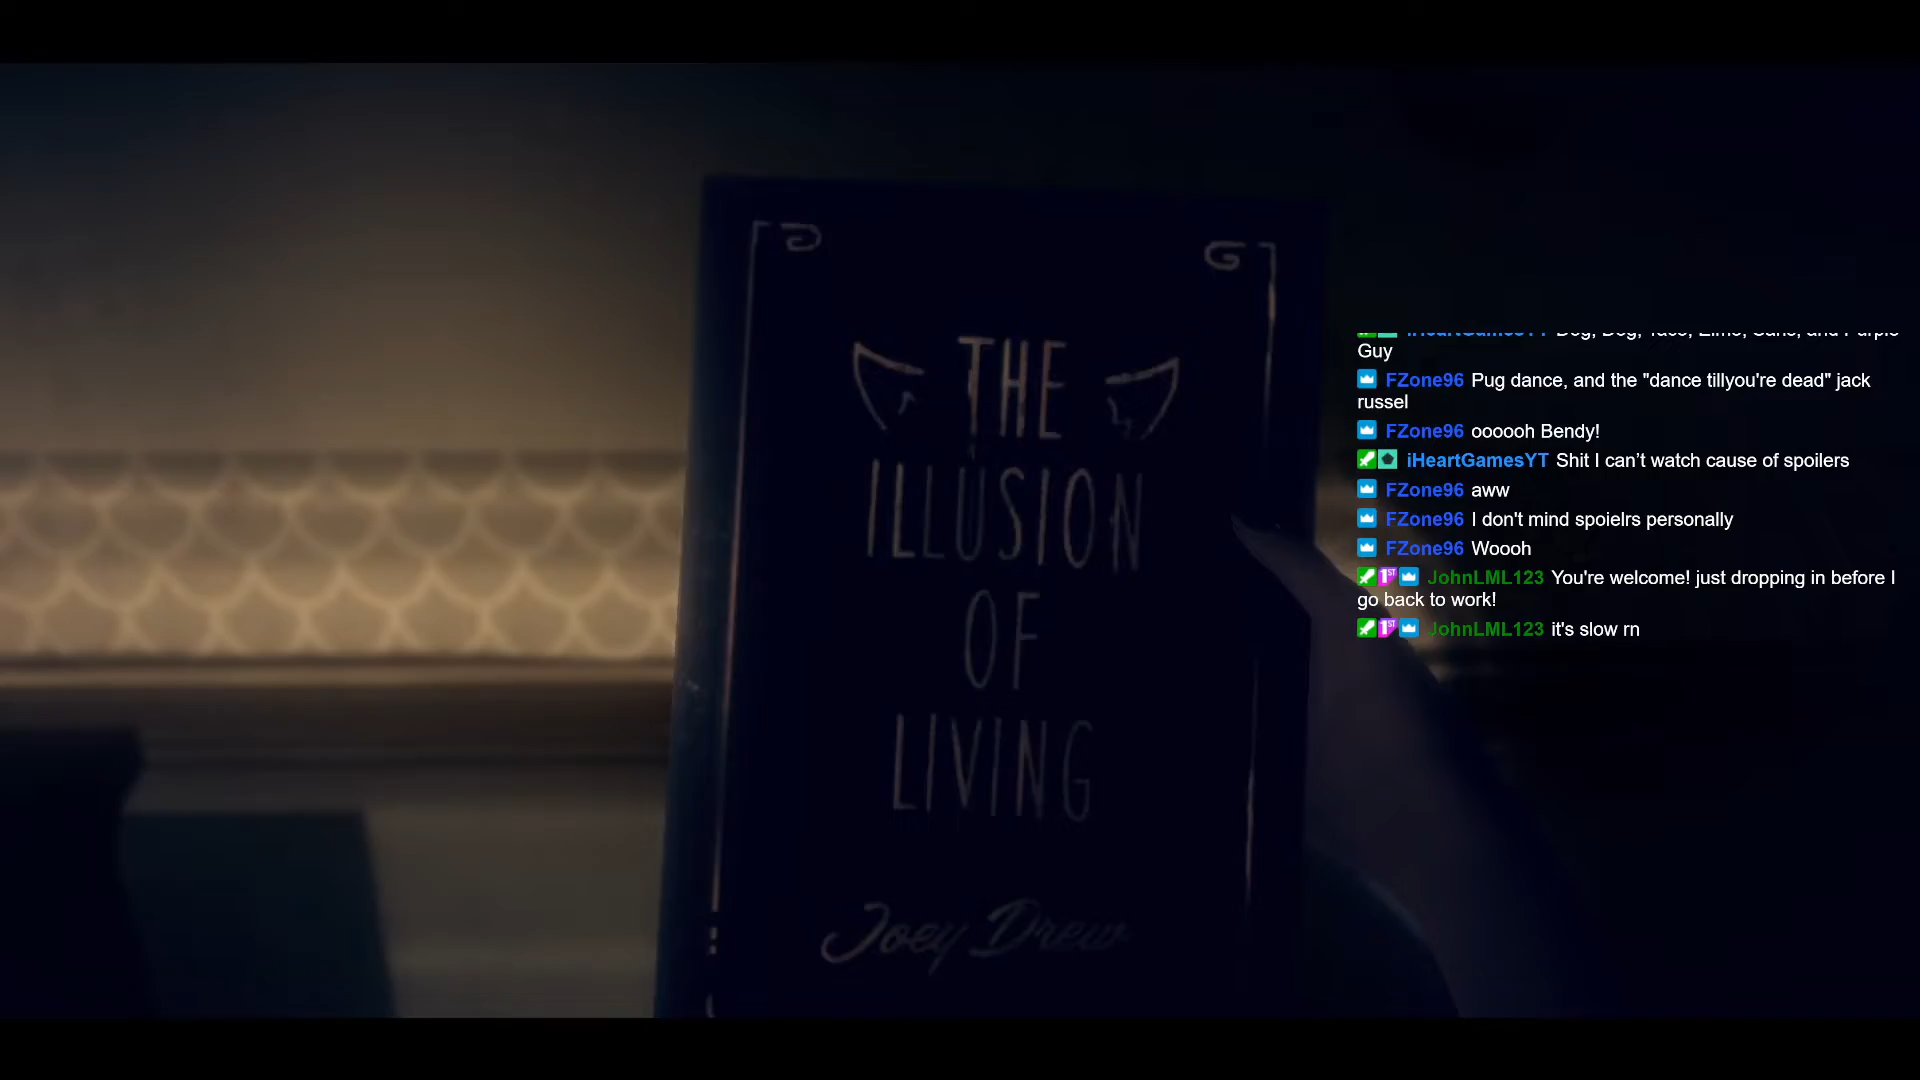 THE
ILLUSION
OF
LIVING
Joey Drew
Guy
FZone96 Pug dance, and the "dance tillyou're dead" jack
russel
FZone96 oooooh Bendy!
iHeartGamesYT Shit I can’t watch cause of spoilers
FZone96 aww
FZone96 I don't mind spoielrs personally
FZone96 Woooh
1ST JohnLML123 You're welcome! just dropping in before I
go back to work!
1ST JohnLML123 it's slow rn